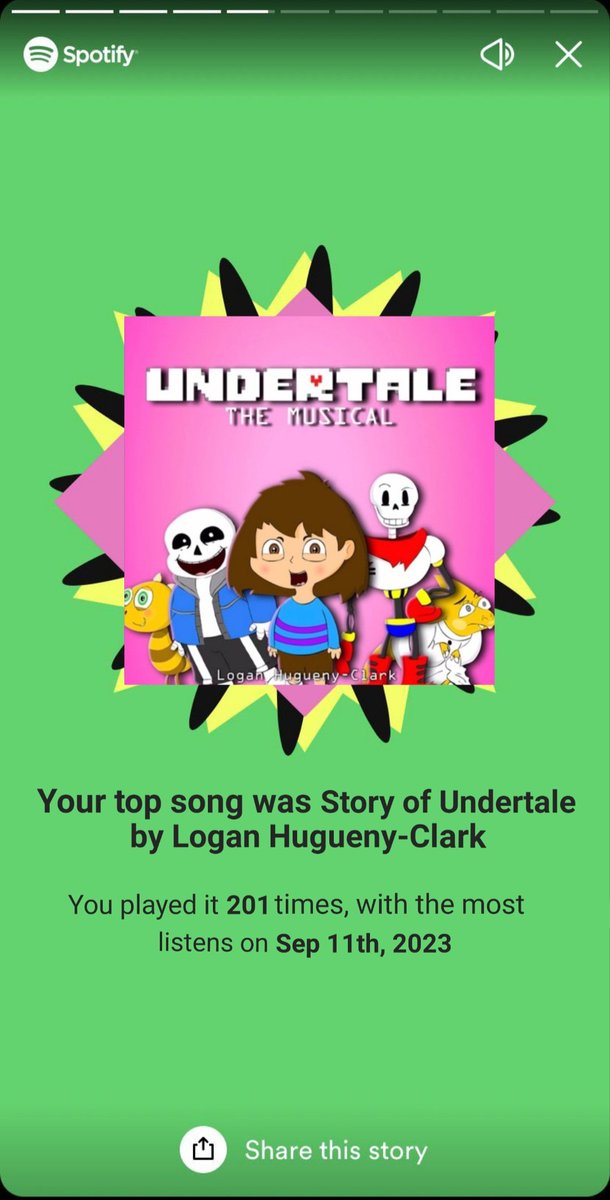 Spotify
UNDERTALE
THE MUSICAL
Logan Hugueny-Clark
Your top song was Story of Undertale
by Logan Hugueny-Clark
You played it 201 times, with the most
listens on Sep 11th, 2023
Share this story